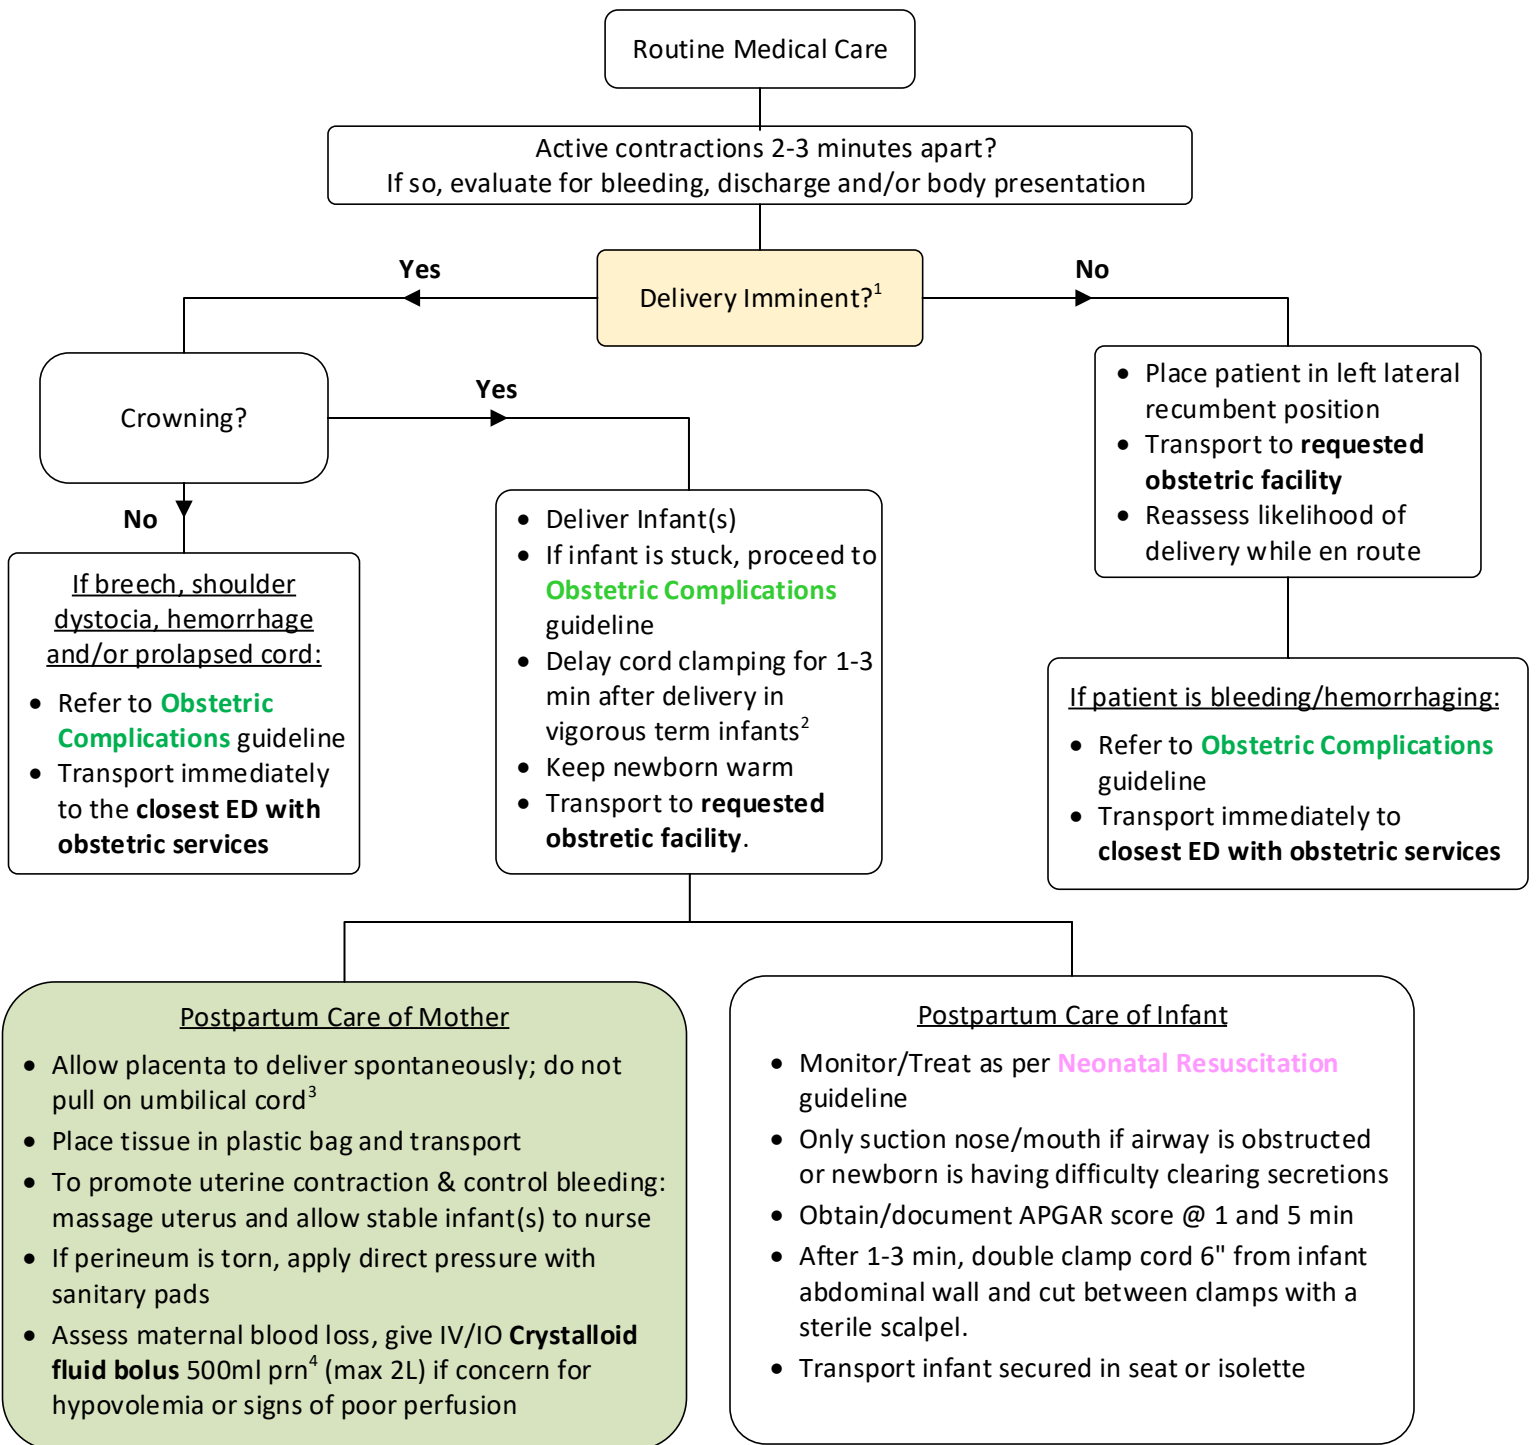 Routine Medical Care
Active contractions 2-3 minutes apart?
If so, evaluate for bleeding, discharge and/or body presentation
Yes
Delivery Imminent?¹
No
Crowning?
Yes
No
If breech, shoulder
dystocia, hemorrhage
and/or prolapsed cord:
• Refer to Obstetric
Complications guideline
• Transport immediately
to the closest ED with
obstetric services
• Deliver Infant(s)
• If infant is stuck, proceed to
Obstetric Complications
guideline
• Delay cord clamping for 1-3
min after delivery in
vigorous term infants²
• Keep newborn warm
• Transport to requested
obstretic facility.
• Place patient in left lateral
recumbent position
• Transport to requested
obstetric facility
• Reassess likelihood of
delivery while en route
If patient is bleeding/hemorrhaging:
• Refer to Obstetric Complications
guideline
• Transport immediately to
closest ED with obstetric services
Postpartum Care of Mother
• Allow placenta to deliver spontaneously; do not
pull on umbilical cord³
• Place tissue in plastic bag and transport
• To promote uterine contraction & control bleeding:
massage uterus and allow stable infant(s) to nurse
• If perineum is torn, apply direct pressure with
sanitary pads
• Assess maternal blood loss, give IV/IO Crystalloid
fluid bolus 500ml prn⁴ (max 2L) if concern for
hypovolemia or signs of poor perfusion
Postpartum Care of Infant
• Monitor/Treat as per Neonatal Resuscitation
guideline
• Only suction nose/mouth if airway is obstructed
or newborn is having difficulty clearing secretions
• Obtain/document APGAR score @ 1 and 5 min
• After 1-3 min, double clamp cord 6" from infant
abdominal wall and cut between clamps with a
sterile scalpel.
• Transport infant secured in seat or isolette